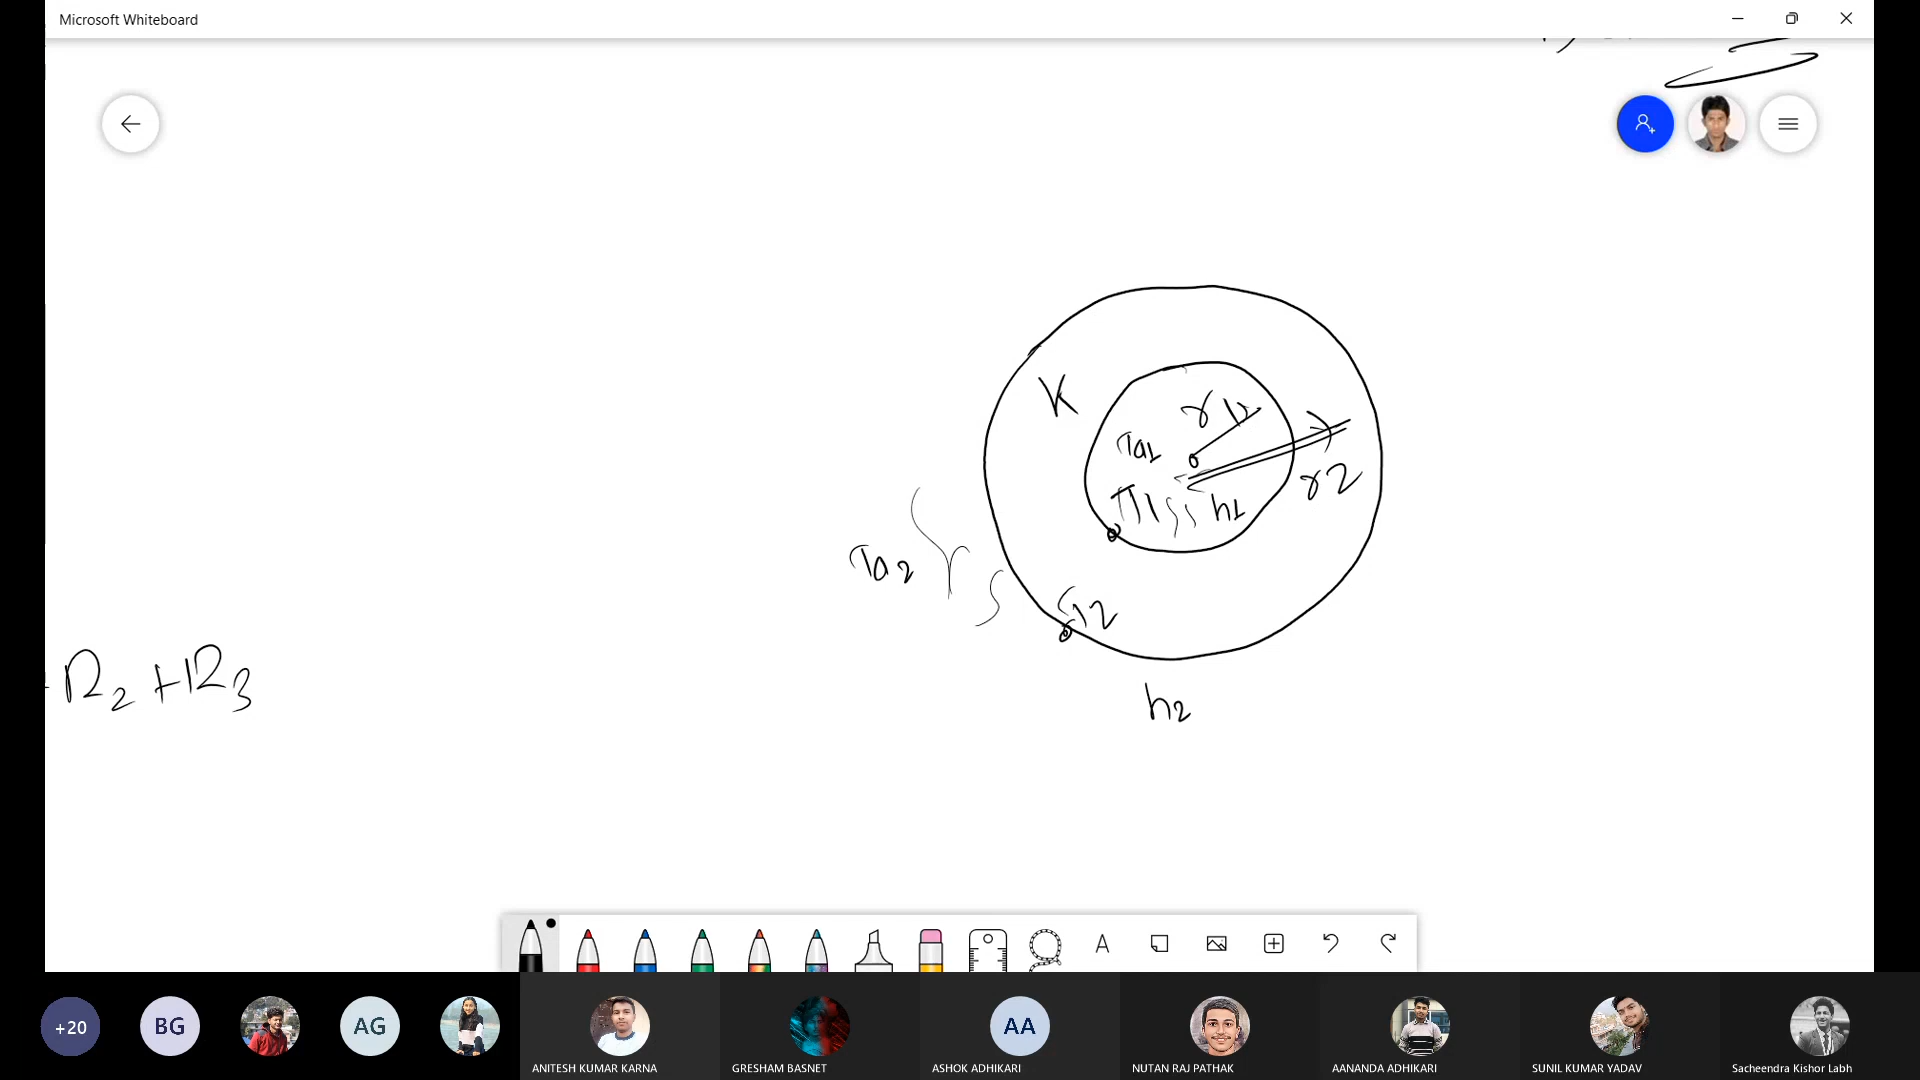 Microsoft Whiteboard
K
r1
Ta1
r2
T1
h1
Ta2
T2
R2 + R3
h2
A
+20
BG
AG
AA
ANITESH KUMAR KARNA
GRESHAM BASNET
ASHOK ADHIKARI
NUTAN RAJ PATHAK
AANANDA ADHIKARI
SUNIL KUMAR YADAV
Sacheendra Kishor Labh